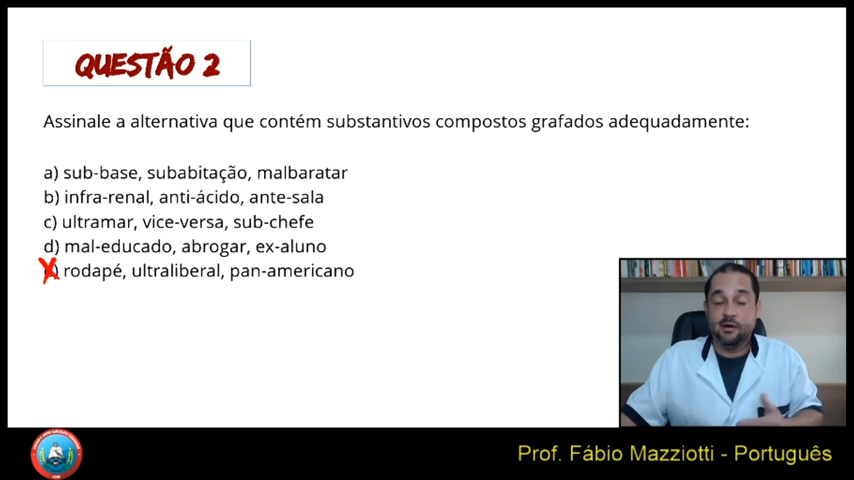 QUESTÃO 2
Assinale a alternativa que contém substantivos compostos grafados adequadamente:
a) sub-base, subabitação, malbaratar
b) infra-renal, anti-ácido, ante-sala
c) ultramar, vice-versa, sub-chefe
d) mal-educado, abrogar, ex-aluno
e) rodapé, ultraliberal, pan-americano
Prof. Fábio Mazziotti - Português